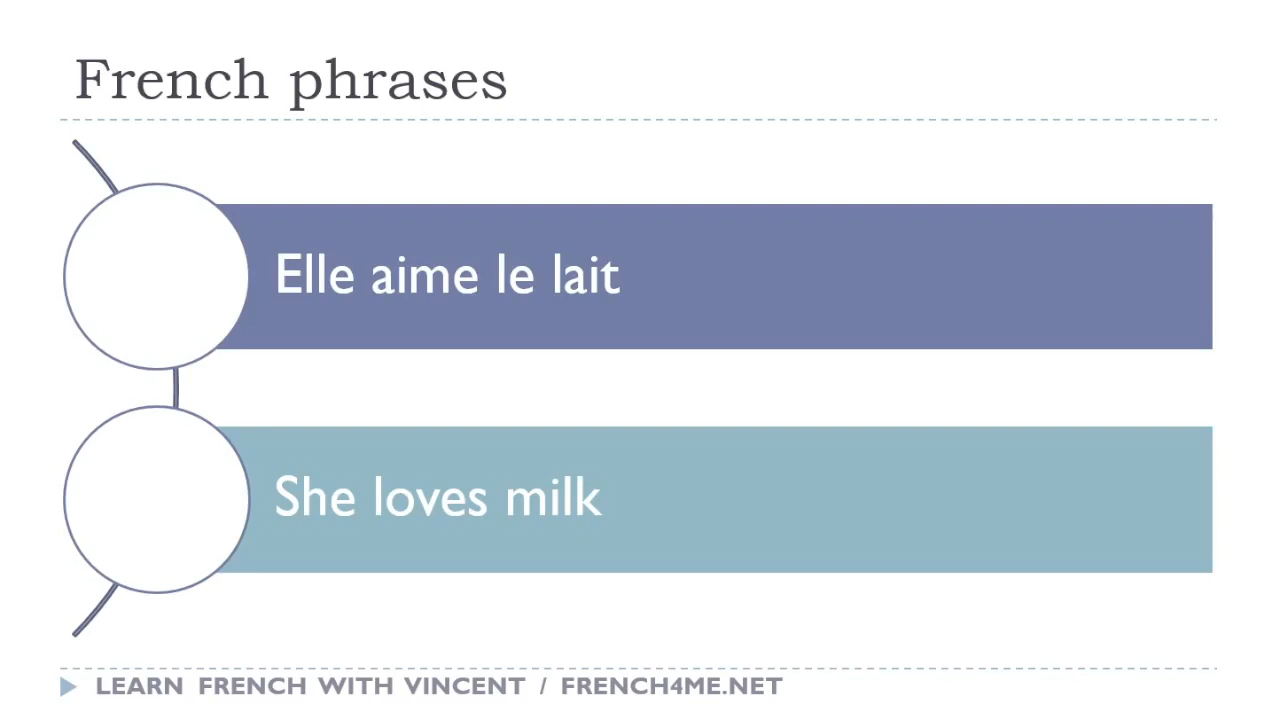 French phrases
Elle aime le lait
She loves milk
LEARN FRENCH WITH VINCENT / FRENCH4ME.NET